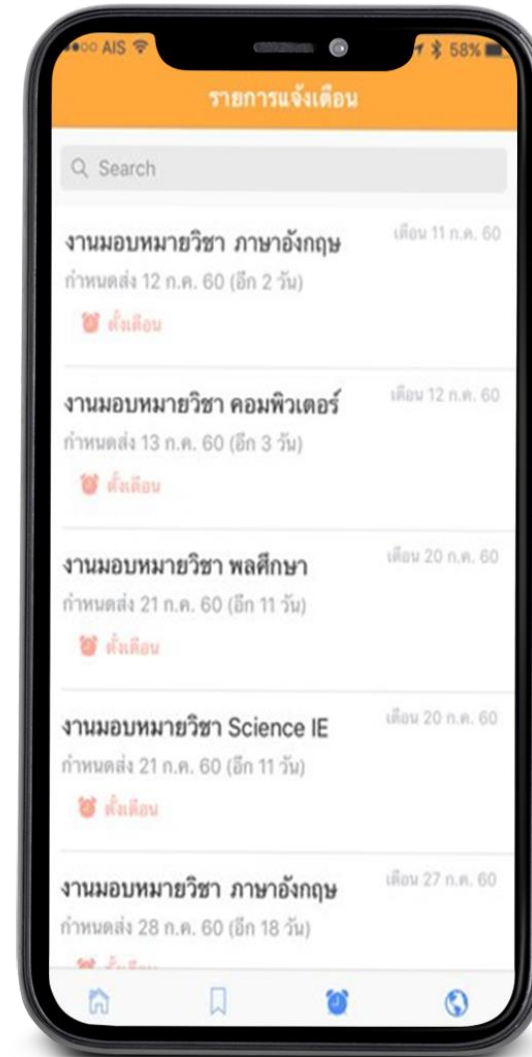 AIS 58%
รายการแจ้งเตือน
Search
งานมอบหมายวิชา ภาษาอังกฤษ เตือน 11 ก.ค. 60
กำหนดส่ง 12 ก.ค. 60 (อีก 2 วัน)
ตั้งเตือน
งานมอบหมายวิชา คอมพิวเตอร์ เตือน 12 ก.ค. 60
กำหนดส่ง 13 ก.ค. 60 (อีก 3 วัน)
ตั้งเตือน
งานมอบหมายวิชา พลศึกษา เตือน 20 ก.ค. 60
กำหนดส่ง 21 ก.ค. 60 (อีก 11 วัน)
ตั้งเตือน
งานมอบหมายวิชา Science IE เตือน 20 ก.ค. 60
กำหนดส่ง 21 ก.ค. 60 (อีก 11 วัน)
ตั้งเตือน
งานมอบหมายวิชา ภาษาอังกฤษ เตือน 27 ก.ค. 60
กำหนดส่ง 28 ก.ค. 60 (อีก 18 วัน)